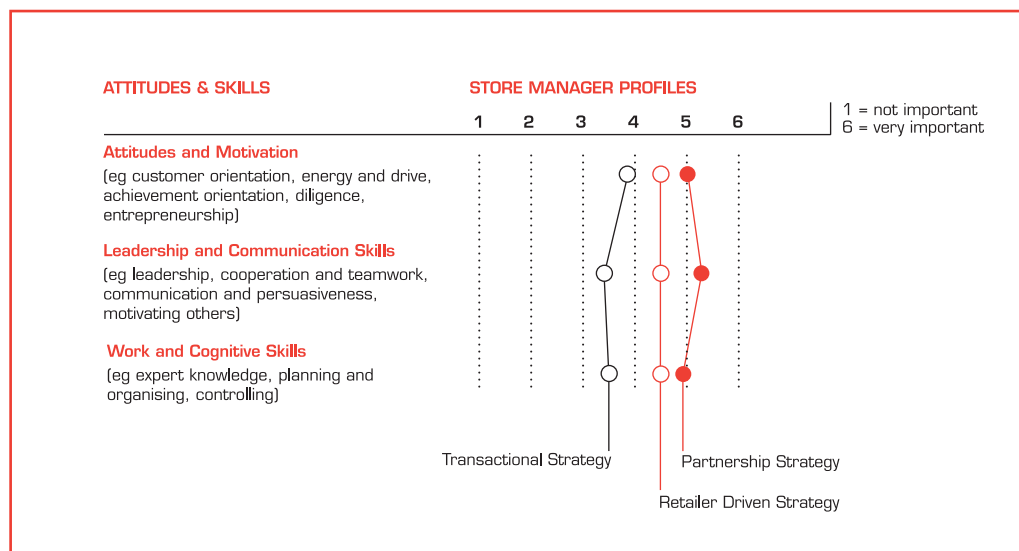 ATTITUDES & SKILLS
STORE MANAGER PROFILES
1 2 3 4 5 6
1 = not important
6 = very important
Attitudes and Motivation
(eg customer orientation, energy and drive,
achievement orientation, diligence,
entrepreneurship)
Leadership and Communication Skills
(eg leadership, cooperation and teamwork,
communication and persuasiveness,
motivating others)
Work and Cognitive Skills
(eg expert knowledge, planning and
organising, controlling)
Transactional Strategy
Partnership Strategy
Retailer Driven Strategy